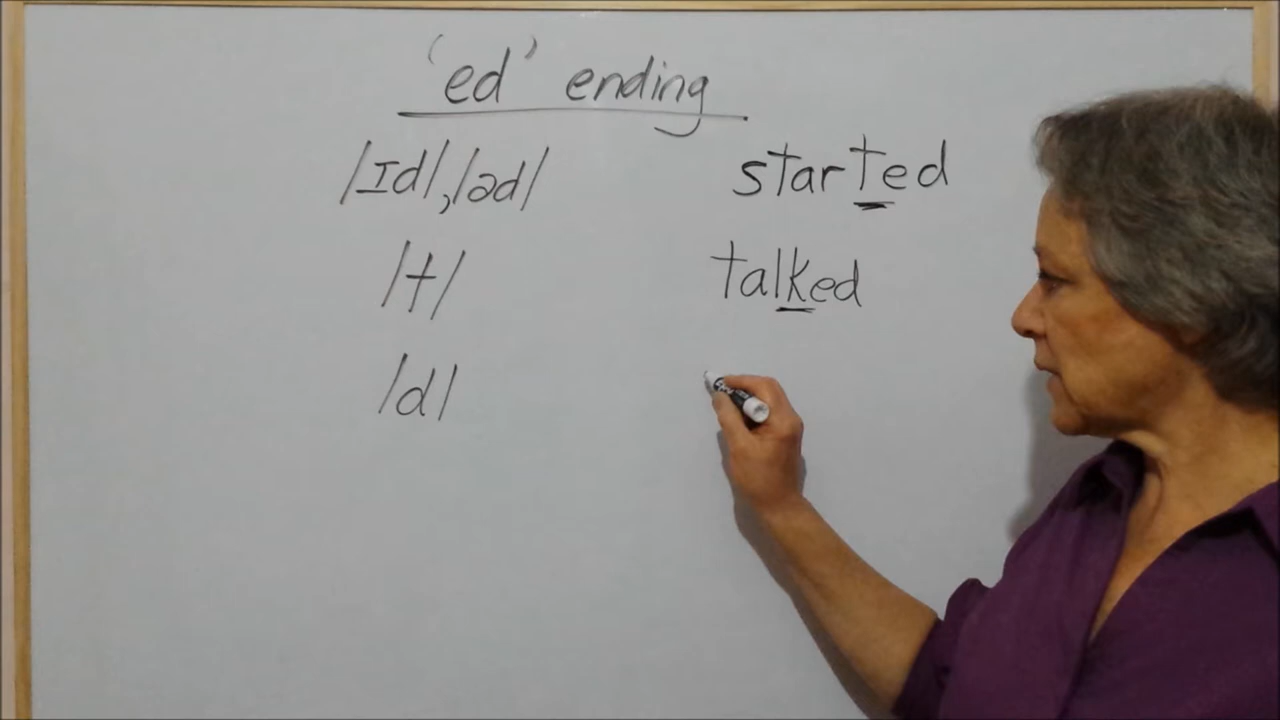 'ed' ending
/ɪd/, /əd/ started
/t/ talked
/d/